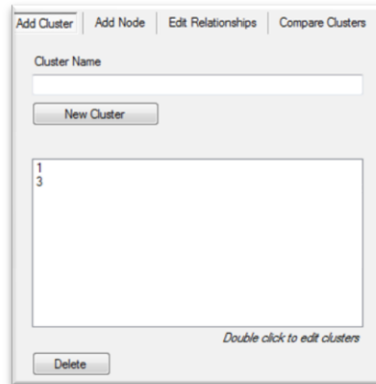 Add Cluster Add Node Edit Relationships Compare Clusters
Cluster Name
New Cluster
1
3
Double click to edit clusters
Delete